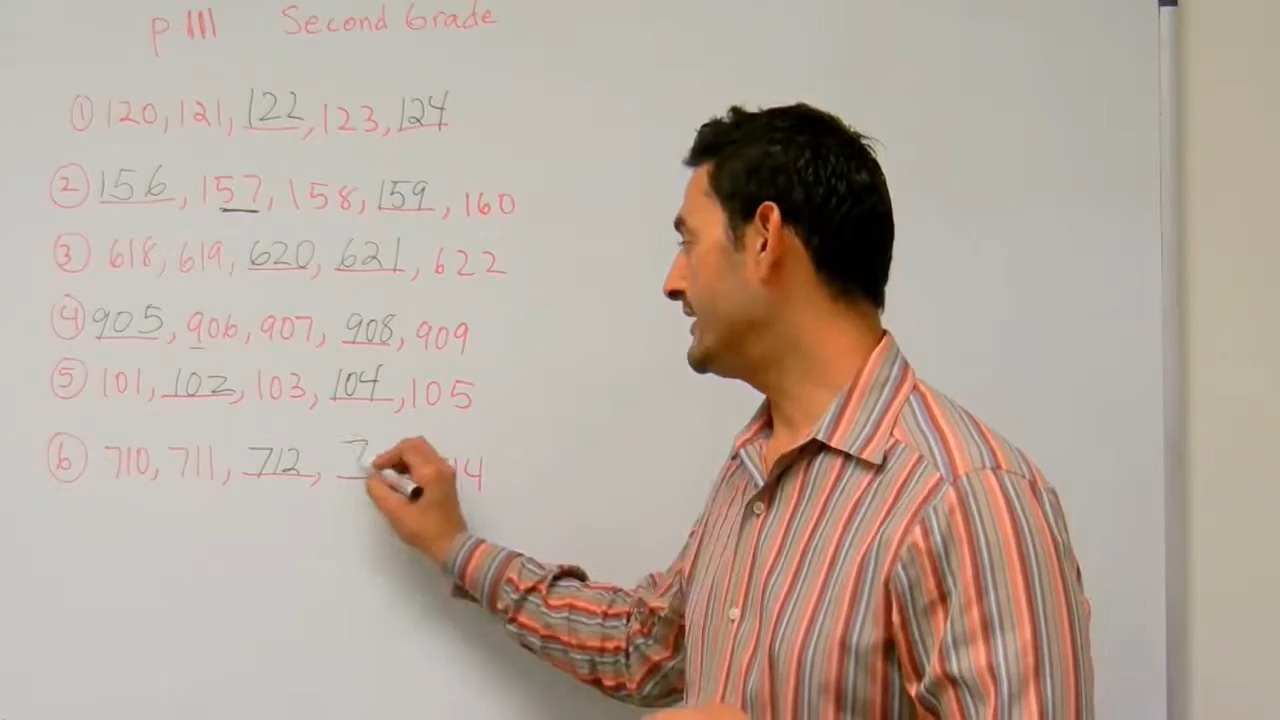 p 111 Second Grade
① 120, 121, 122, 123, 124
② 156, 157, 158, 159, 160
③ 618, 619, 620, 621, 622
④ 905, 906, 907, 908, 909
⑤ 101, 102, 103, 104, 105
⑥ 710, 711, 712, 7 14